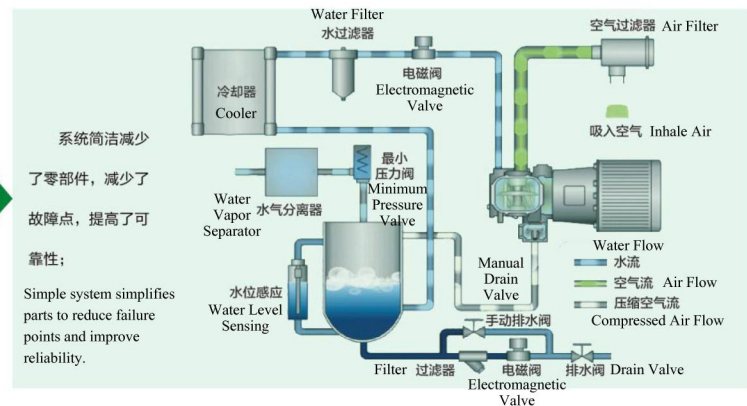 Water Filter
水过滤器
空气过滤器 Air Filter
电磁阀
Electromagnetic
Valve
冷却器
Cooler
吸入空气 Inhale Air
系统简洁减少
了零部件，减少了
故障点，提高了可
靠性；
Simple system simplifies
parts to reduce failure
points and improve
reliability.
最小
压力阀
Minimum
Pressure
Valve
Water
Vapor
Separator
水气分离器
水位感应
Water Level
Sensing
Manual
Drain
Valve
手动排水阀
Water Flow
水流
空气流 Air Flow
压缩空气流
Compressed Air Flow
Filter 过滤器
电磁阀
Electromagnetic
Valve
排水阀 Drain Valve